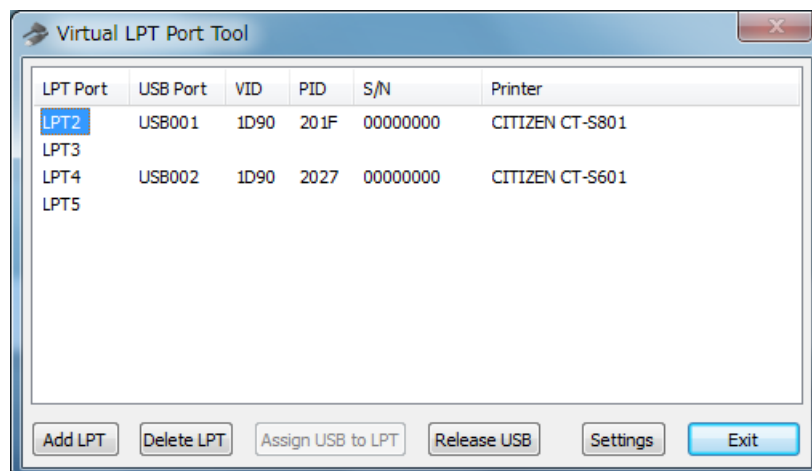 Virtual LPT Port Tool
LPT Port USB Port VID PID S/N Printer
LPT2 USB001 1D90 201F 00000000 CITIZEN CT-S801
LPT3
LPT4 USB002 1D90 2027 00000000 CITIZEN CT-S601
LPT5
Add LPT Delete LPT Assign USB to LPT Release USB Settings Exit